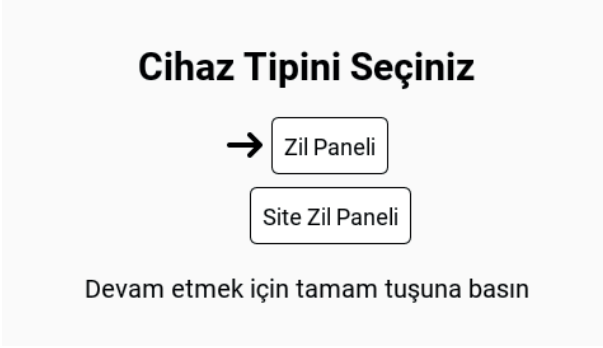 Cihaz Tipini Seçiniz
Zil Paneli
Site Zil Paneli
Devam etmek için tamam tuşuna basın